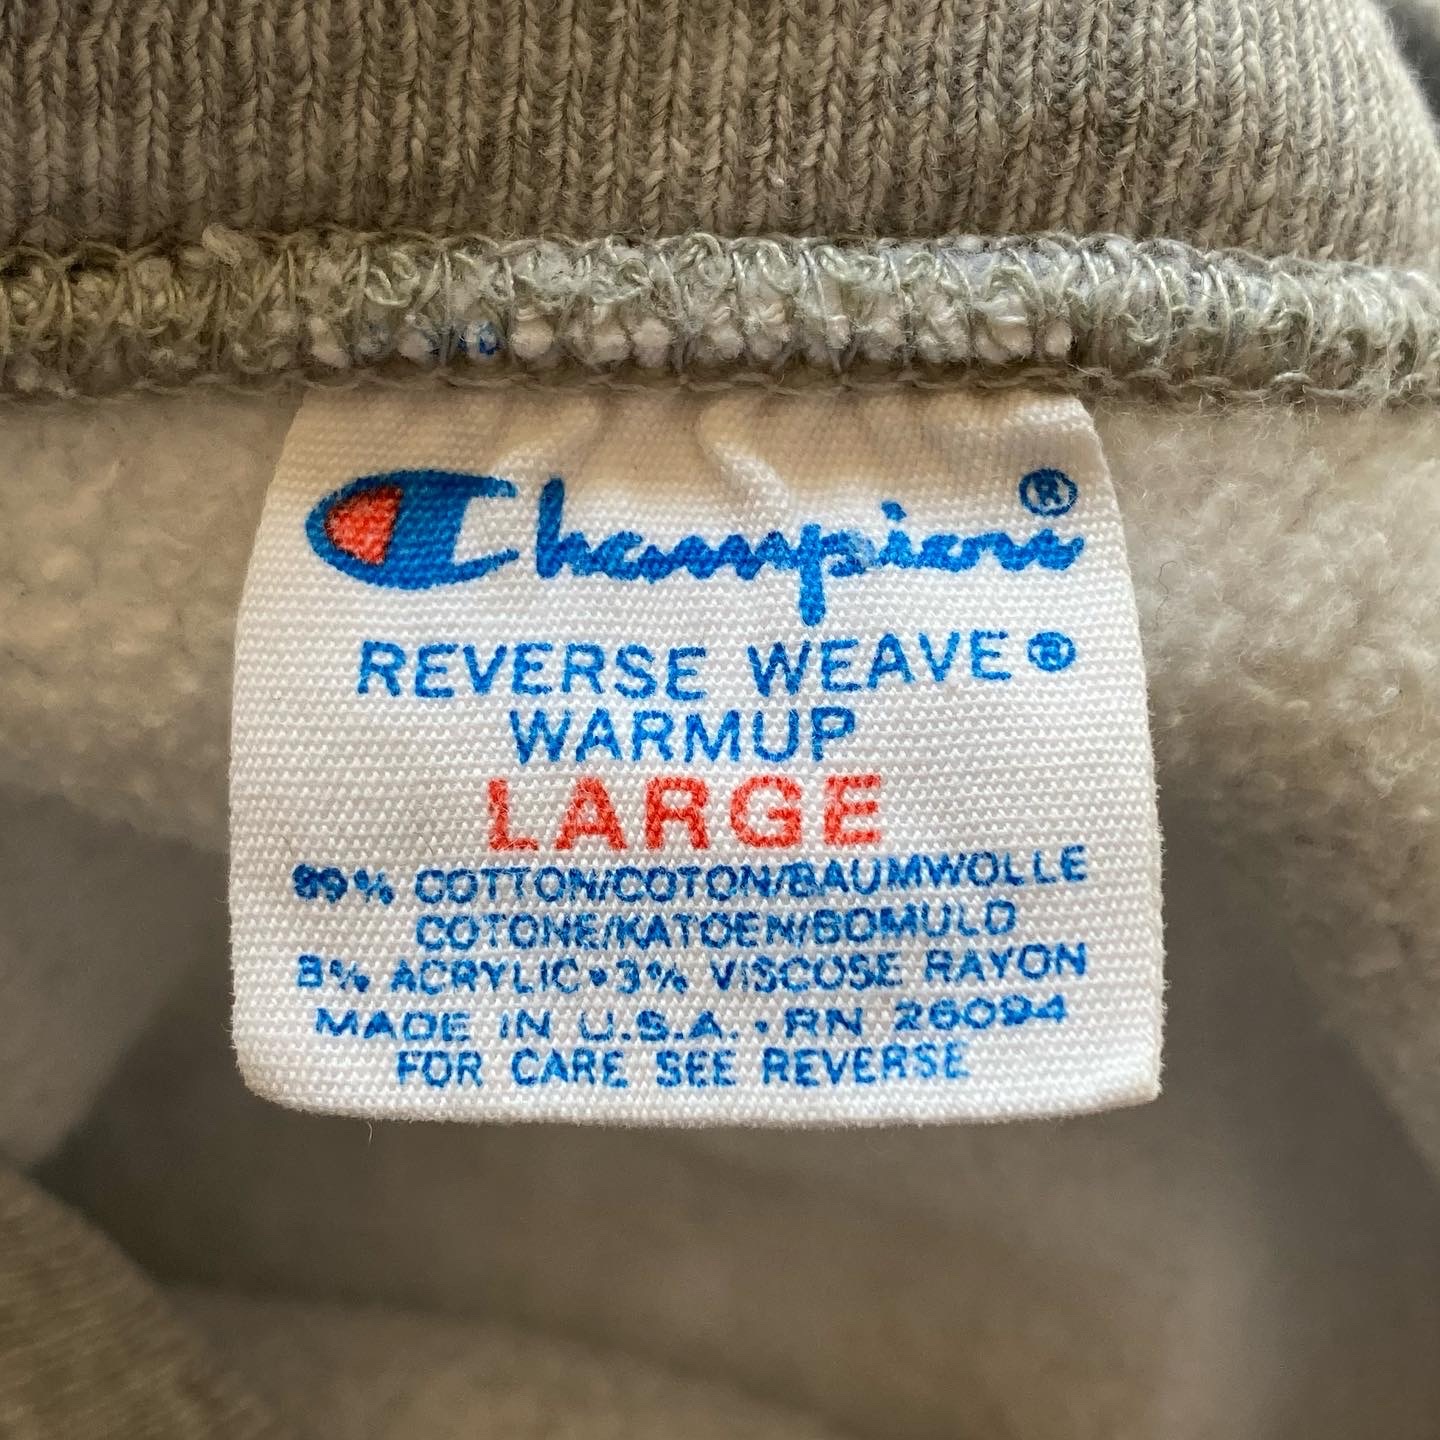 Champion®
REVERSE WEAVE®
WARMUP
LARGE
89% COTTON/COTON/BAUMWOLLE
COTONE/KATOEN/BOMULD
8% ACRYLIC•3% VISCOSE RAYON
MADE IN U.S.A. • RN 26094
FOR CARE SEE REVERSE